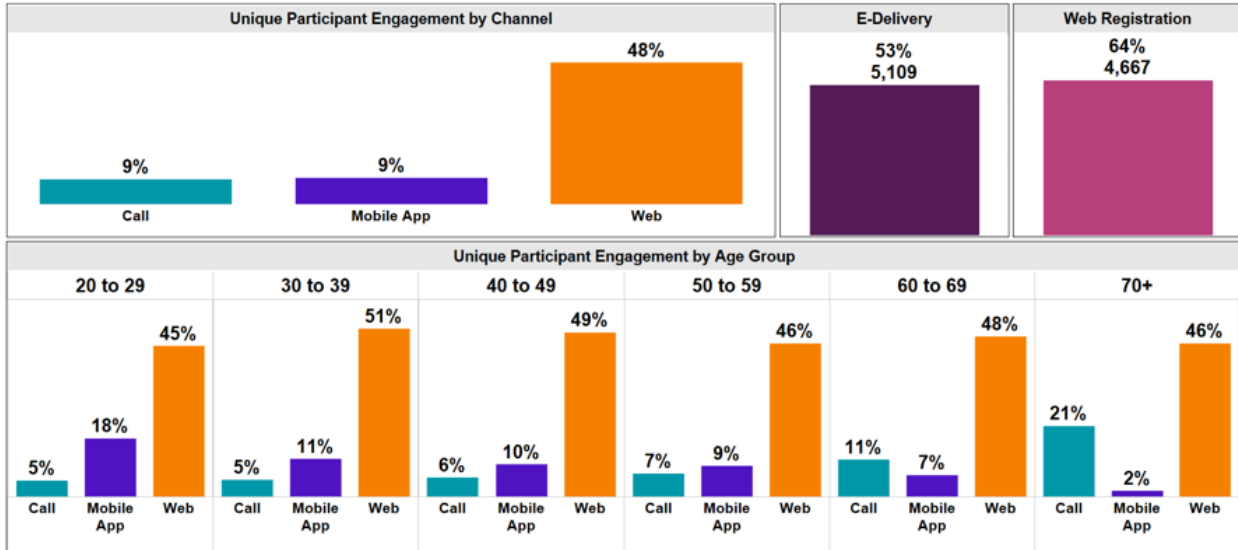 Unique Participant Engagement by Channel
9%
Call
9%
Mobile App
48%
Web
E-Delivery
53%
5,109
Web Registration
64%
4,667
Unique Participant Engagement by Age Group
20 to 29
5%
Call
18%
Mobile
App
45%
Web
30 to 39
5%
Call
11%
Mobile
App
51%
Web
40 to 49
6%
Call
10%
Mobile
App
49%
Web
50 to 59
7%
Call
9%
Mobile
App
46%
Web
60 to 69
11%
Call
7%
Mobile
App
48%
Web
70+
21%
Call
2%
Mobile
App
46%
Web